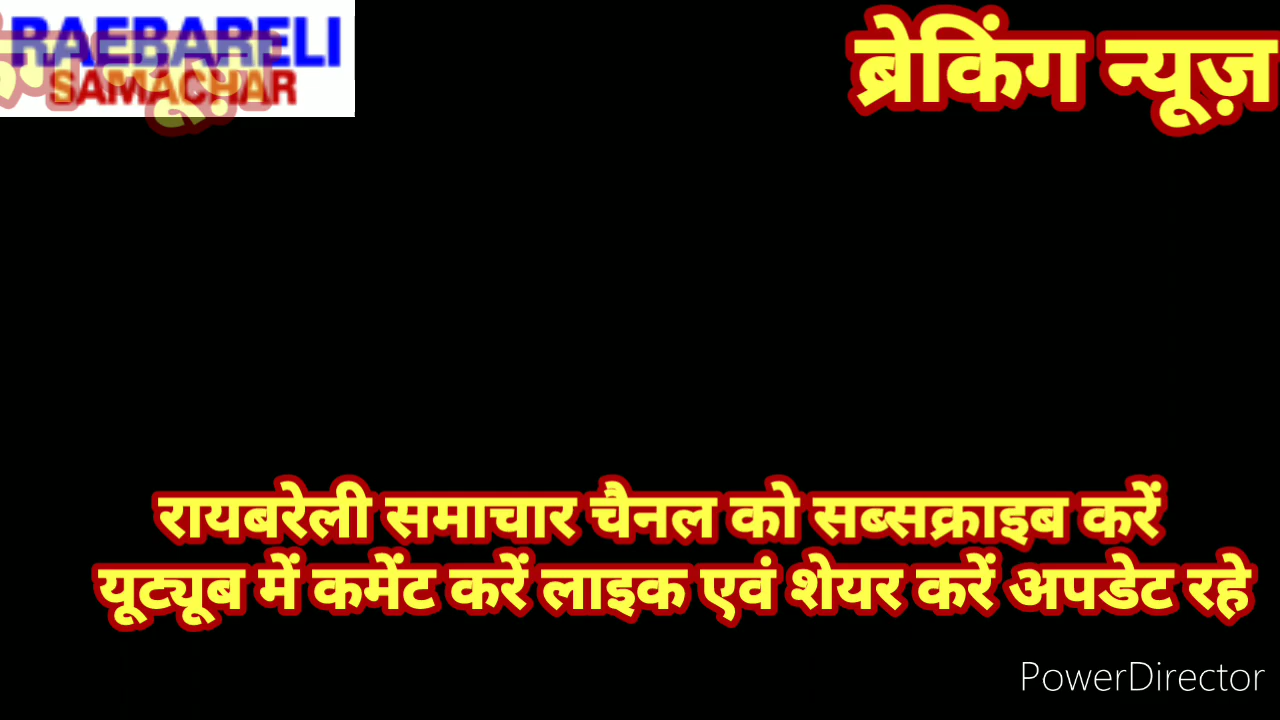 RAEBARELI
SAMACHAR
ब्रेकिंग न्यूज़
रायबरेली समाचार चैनल को सब्सक्राइब करें
यूट्यूब में कमेंट करें लाइक एवं शेयर करें अपडेट रहे
PowerDirector